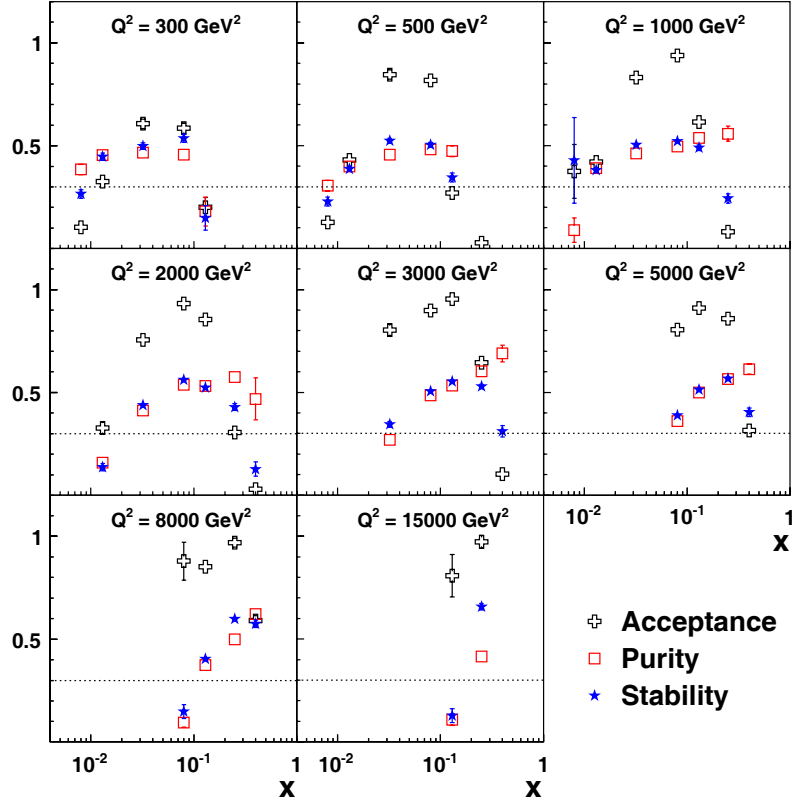 Q² = 300 GeV²
Q² = 500 GeV²
Q² = 1000 GeV²
1
0.5
Q² = 2000 GeV²
Q² = 3000 GeV²
Q² = 5000 GeV²
1
0.5
10⁻² 10⁻¹ 1
x
Q² = 8000 GeV²
Q² = 15000 GeV²
1
0.5
Acceptance
Purity
Stability
10⁻² 10⁻¹ 1
10⁻² 10⁻¹
x
x